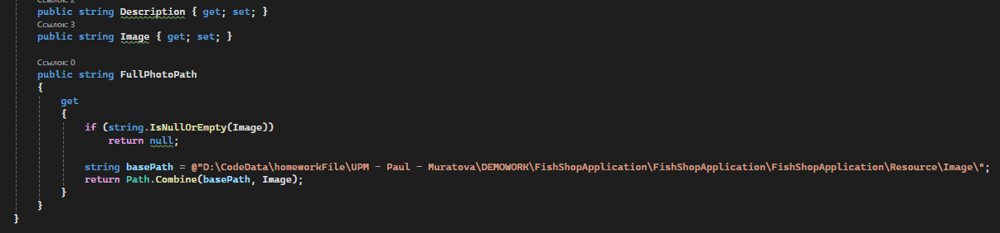 Ссылок: 2
public string Description { get; set; }
Ссылок: 3
public string Image { get; set; }
Ссылок: 0
public string FullPhotoPath
{
get
{
if (string.IsNullOrEmpty(Image))
return null;
string basePath = @"D:\CodeData\homeworkFile\UPM - Paul - Muratova\DEMOWORK\FishShopApplication\FishShopApplication\FishShopApplication\Resource\Image\";
return Path.Combine(basePath, Image);
}
}
}